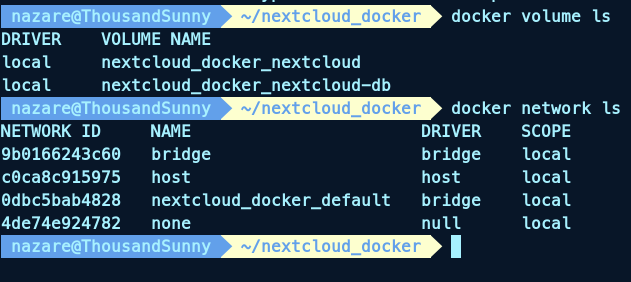 nazare@ThousandSunny ~/nextcloud_docker docker volume ls
DRIVER VOLUME NAME
local nextcloud_docker_nextcloud
local nextcloud_docker_nextcloud-db
nazare@ThousandSunny ~/nextcloud_docker docker network ls
NETWORK ID NAME DRIVER SCOPE
9b0166243c60 bridge bridge local
c0ca8c915975 host host local
0dbc5bab4828 nextcloud_docker_default bridge local
4de74e924782 none null local
nazare@ThousandSunny ~/nextcloud_docker